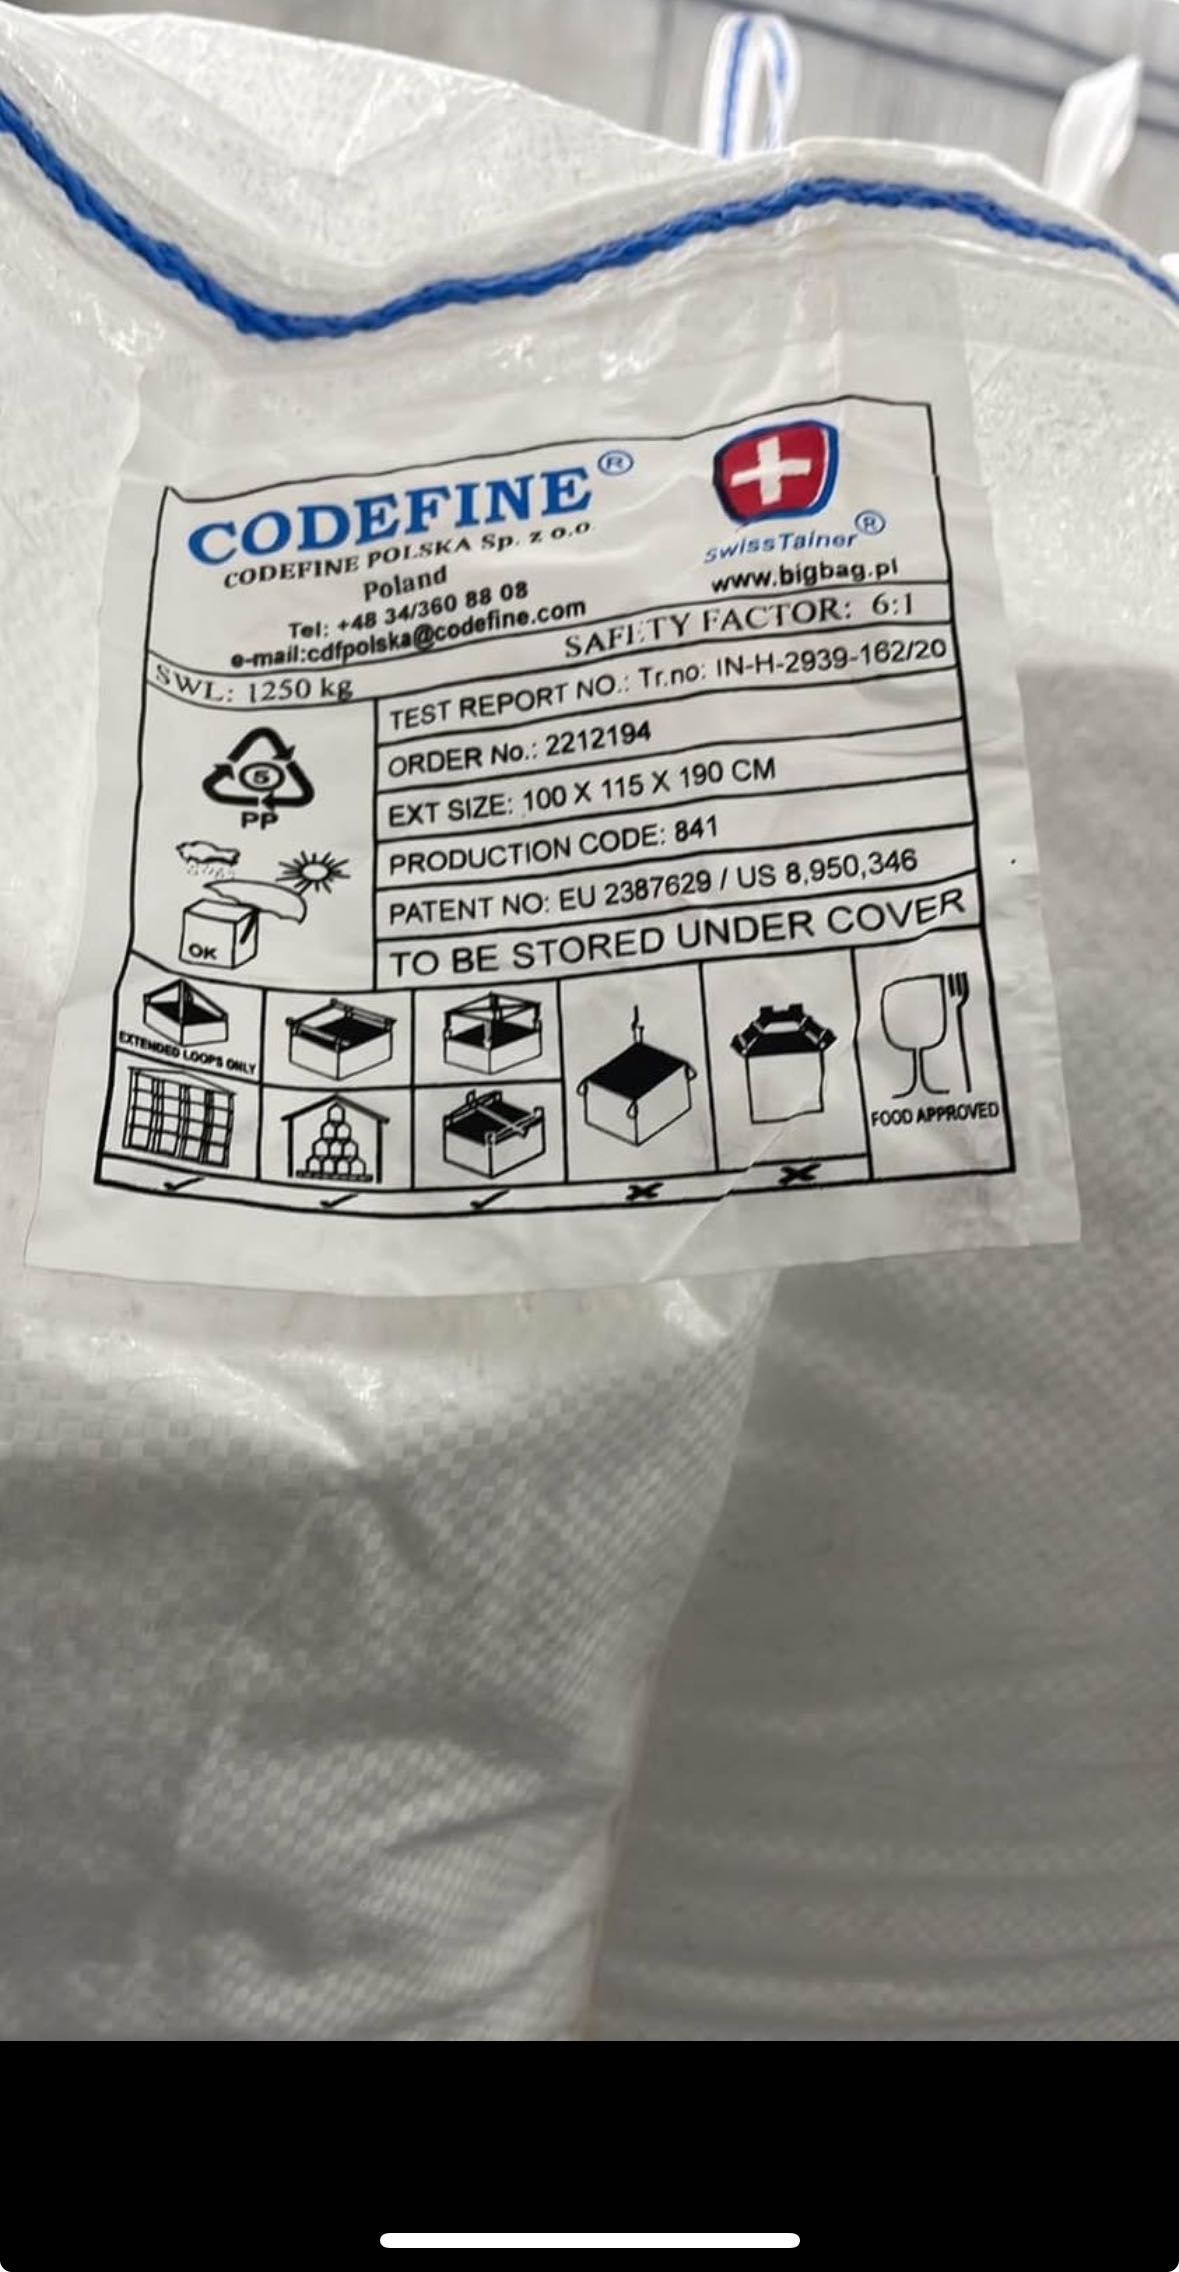 CODEFINE®
CODEFINE POLSKA Sp. z o.o
Poland
Tel: +48 34/360 88 08
e-mail:cdfpolska@codefine.com
swissTainer®
www.bigbag.pl
SWL: 1250 kg
SAFETY FACTOR: 6:1
TEST REPORT NO.: Tr.no: IN-H-2939-162/20
ORDER No.: 2212194
EXT SIZE: 100 X 115 X 190 CM
PRODUCTION CODE: 841
PATENT NO: EU 2387629 / US 8,950,346
TO BE STORED UNDER COVER
5
PP
OK
EXTENDED LOOPS ONLY
FOOD APPROVED